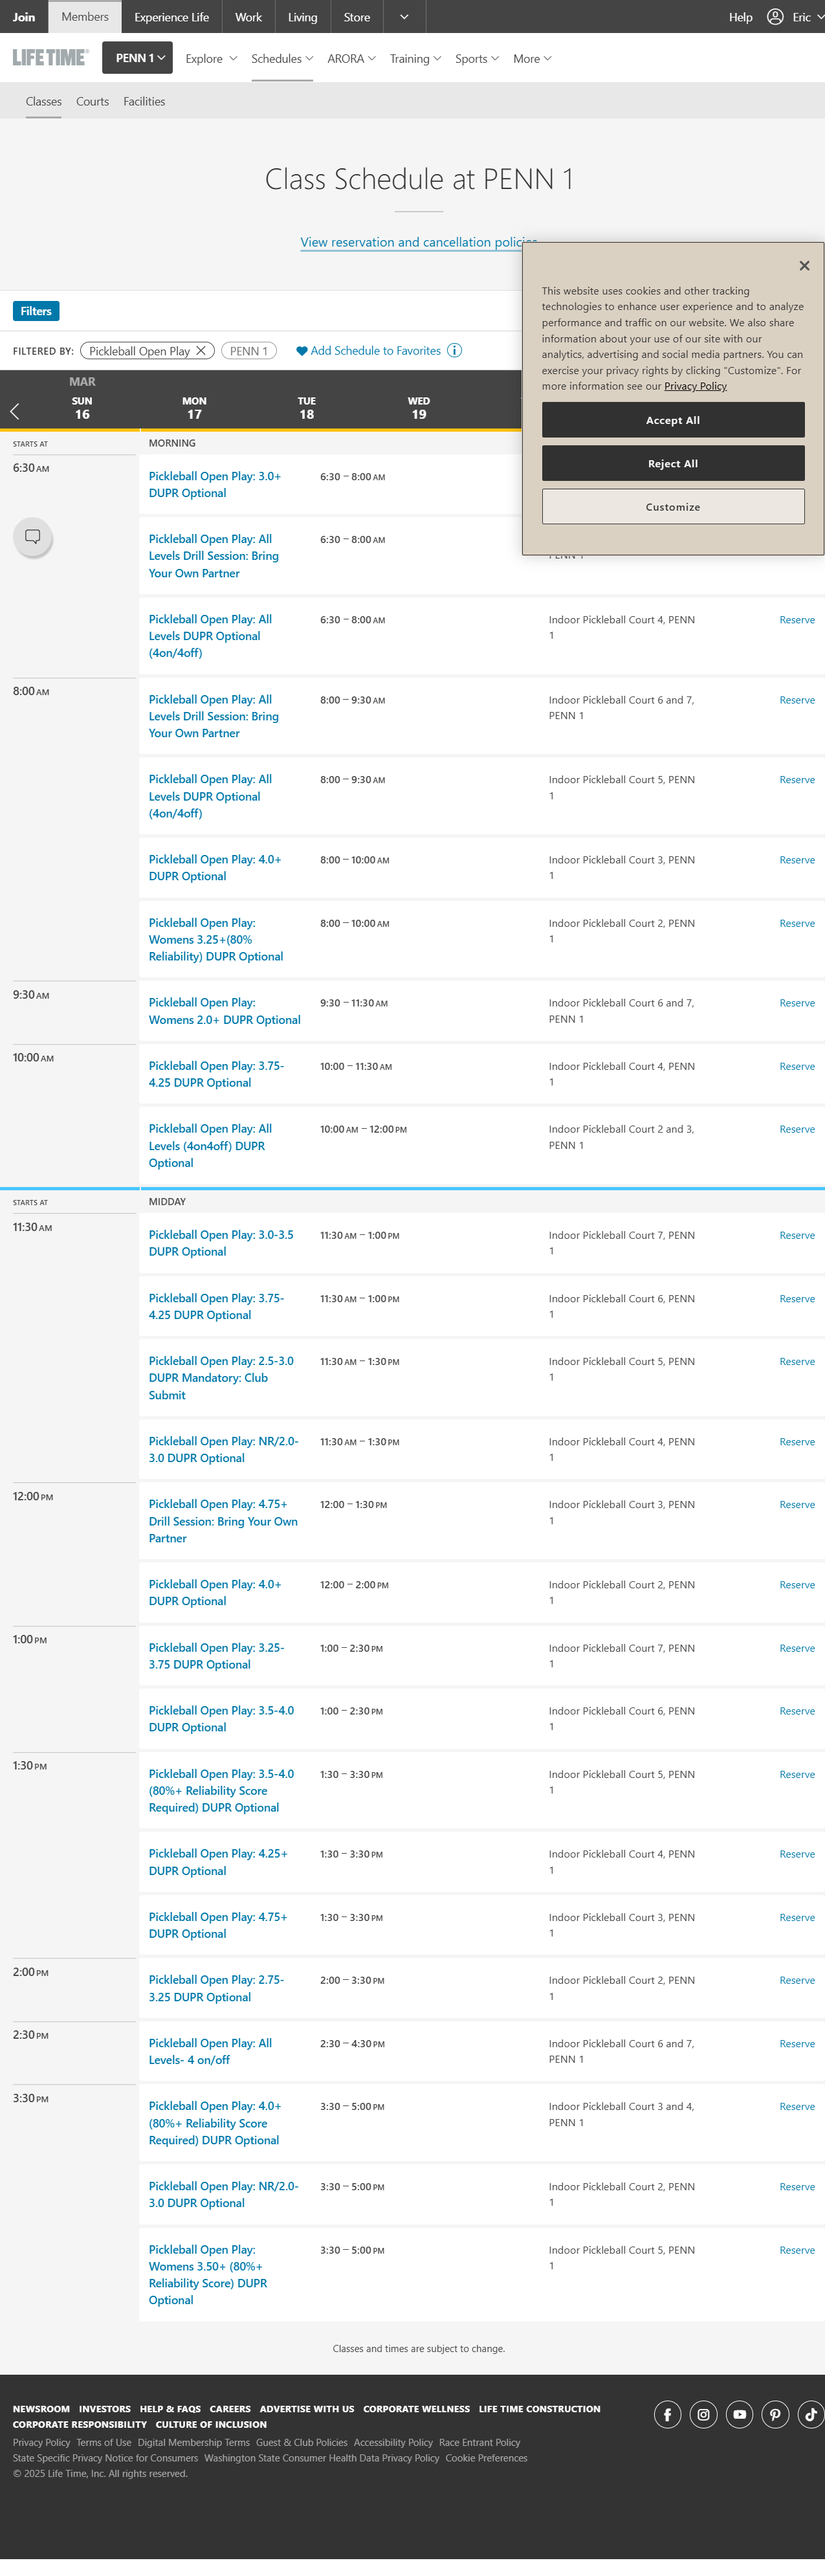 Join Members Experience Life Work Living Store Help Eric
LIFE TIME PENN 1 Explore Schedules ARORA Training Sports More
Classes Courts Facilities
Class Schedule at PENN 1
View reservation and cancellation policies
This website uses cookies and other tracking
technologies to enhance user experience and to analyze
performance and traffic on our website. We also share
information about your use of our site with our
analytics, advertising and social media partners. You can
exercise your privacy rights by clicking "Customize". For
more information see our Privacy Policy
Accept All
Reject All
Customize
Filters
FILTERED BY: Pickleball Open Play PENN 1 Add Schedule to Favorites
MAR
SUN MON TUE WED
16 17 18 19
STARTS AT MORNING
6:30 AM
Pickleball Open Play: 3.0+ 6:30 – 8:00 AM
DUPR Optional
Pickleball Open Play: All 6:30 – 8:00 AM
Levels Drill Session: Bring PENN 1
Your Own Partner
Pickleball Open Play: All 6:30 – 8:00 AM Indoor Pickleball Court 4, PENN Reserve
Levels DUPR Optional 1
(4on/4off)
8:00 AM
Pickleball Open Play: All 8:00 – 9:30 AM Indoor Pickleball Court 6 and 7, Reserve
Levels Drill Session: Bring PENN 1
Your Own Partner
Pickleball Open Play: All 8:00 – 9:30 AM Indoor Pickleball Court 5, PENN Reserve
Levels DUPR Optional 1
(4on/4off)
Pickleball Open Play: 4.0+ 8:00 – 10:00 AM Indoor Pickleball Court 3, PENN Reserve
DUPR Optional 1
Pickleball Open Play: 8:00 – 10:00 AM Indoor Pickleball Court 2, PENN Reserve
Womens 3.25+(80% 1
Reliability) DUPR Optional
9:30 AM
Pickleball Open Play: 9:30 – 11:30 AM Indoor Pickleball Court 6 and 7, Reserve
Womens 2.0+ DUPR Optional PENN 1
10:00 AM
Pickleball Open Play: 3.75- 10:00 – 11:30 AM Indoor Pickleball Court 4, PENN Reserve
4.25 DUPR Optional 1
Pickleball Open Play: All 10:00 AM – 12:00 PM Indoor Pickleball Court 2 and 3, Reserve
Levels (4on4off) DUPR PENN 1
Optional
STARTS AT MIDDAY
11:30 AM
Pickleball Open Play: 3.0-3.5 11:30 AM – 1:00 PM Indoor Pickleball Court 7, PENN Reserve
DUPR Optional 1
Pickleball Open Play: 3.75- 11:30 AM – 1:00 PM Indoor Pickleball Court 6, PENN Reserve
4.25 DUPR Optional 1
Pickleball Open Play: 2.5-3.0 11:30 AM – 1:30 PM Indoor Pickleball Court 5, PENN Reserve
DUPR Mandatory: Club 1
Submit
Pickleball Open Play: NR/2.0- 11:30 AM – 1:30 PM Indoor Pickleball Court 4, PENN Reserve
3.0 DUPR Optional 1
12:00 PM
Pickleball Open Play: 4.75+ 12:00 – 1:30 PM Indoor Pickleball Court 3, PENN Reserve
Drill Session: Bring Your Own 1
Partner
Pickleball Open Play: 4.0+ 12:00 – 2:00 PM Indoor Pickleball Court 2, PENN Reserve
DUPR Optional 1
1:00 PM
Pickleball Open Play: 3.25- 1:00 – 2:30 PM Indoor Pickleball Court 7, PENN Reserve
3.75 DUPR Optional 1
Pickleball Open Play: 3.5-4.0 1:00 – 2:30 PM Indoor Pickleball Court 6, PENN Reserve
DUPR Optional 1
1:30 PM
Pickleball Open Play: 3.5-4.0 1:30 – 3:30 PM Indoor Pickleball Court 5, PENN Reserve
(80%+ Reliability Score 1
Required) DUPR Optional
Pickleball Open Play: 4.25+ 1:30 – 3:30 PM Indoor Pickleball Court 4, PENN Reserve
DUPR Optional 1
Pickleball Open Play: 4.75+ 1:30 – 3:30 PM Indoor Pickleball Court 3, PENN Reserve
DUPR Optional 1
2:00 PM
Pickleball Open Play: 2.75- 2:00 – 3:30 PM Indoor Pickleball Court 2, PENN Reserve
3.25 DUPR Optional 1
2:30 PM
Pickleball Open Play: All 2:30 – 4:30 PM Indoor Pickleball Court 6 and 7, Reserve
Levels- 4 on/off PENN 1
3:30 PM
Pickleball Open Play: 4.0+ 3:30 – 5:00 PM Indoor Pickleball Court 3 and 4, Reserve
(80%+ Reliability Score PENN 1
Required) DUPR Optional
Pickleball Open Play: NR/2.0- 3:30 – 5:00 PM Indoor Pickleball Court 2, PENN Reserve
3.0 DUPR Optional 1
Pickleball Open Play: 3:30 – 5:00 PM Indoor Pickleball Court 5, PENN Reserve
Womens 3.50+ (80%+ 1
Reliability Score) DUPR
Optional
Classes and times are subject to change.
NEWSROOM INVESTORS HELP & FAQS CAREERS ADVERTISE WITH US CORPORATE WELLNESS LIFE TIME CONSTRUCTION
CORPORATE RESPONSIBILITY CULTURE OF INCLUSION
Privacy Policy Terms of Use Digital Membership Terms Guest & Club Policies Accessibility Policy Race Entrant Policy
State Specific Privacy Notice for Consumers Washington State Consumer Health Data Privacy Policy Cookie Preferences
© 2025 Life Time, Inc. All rights reserved.